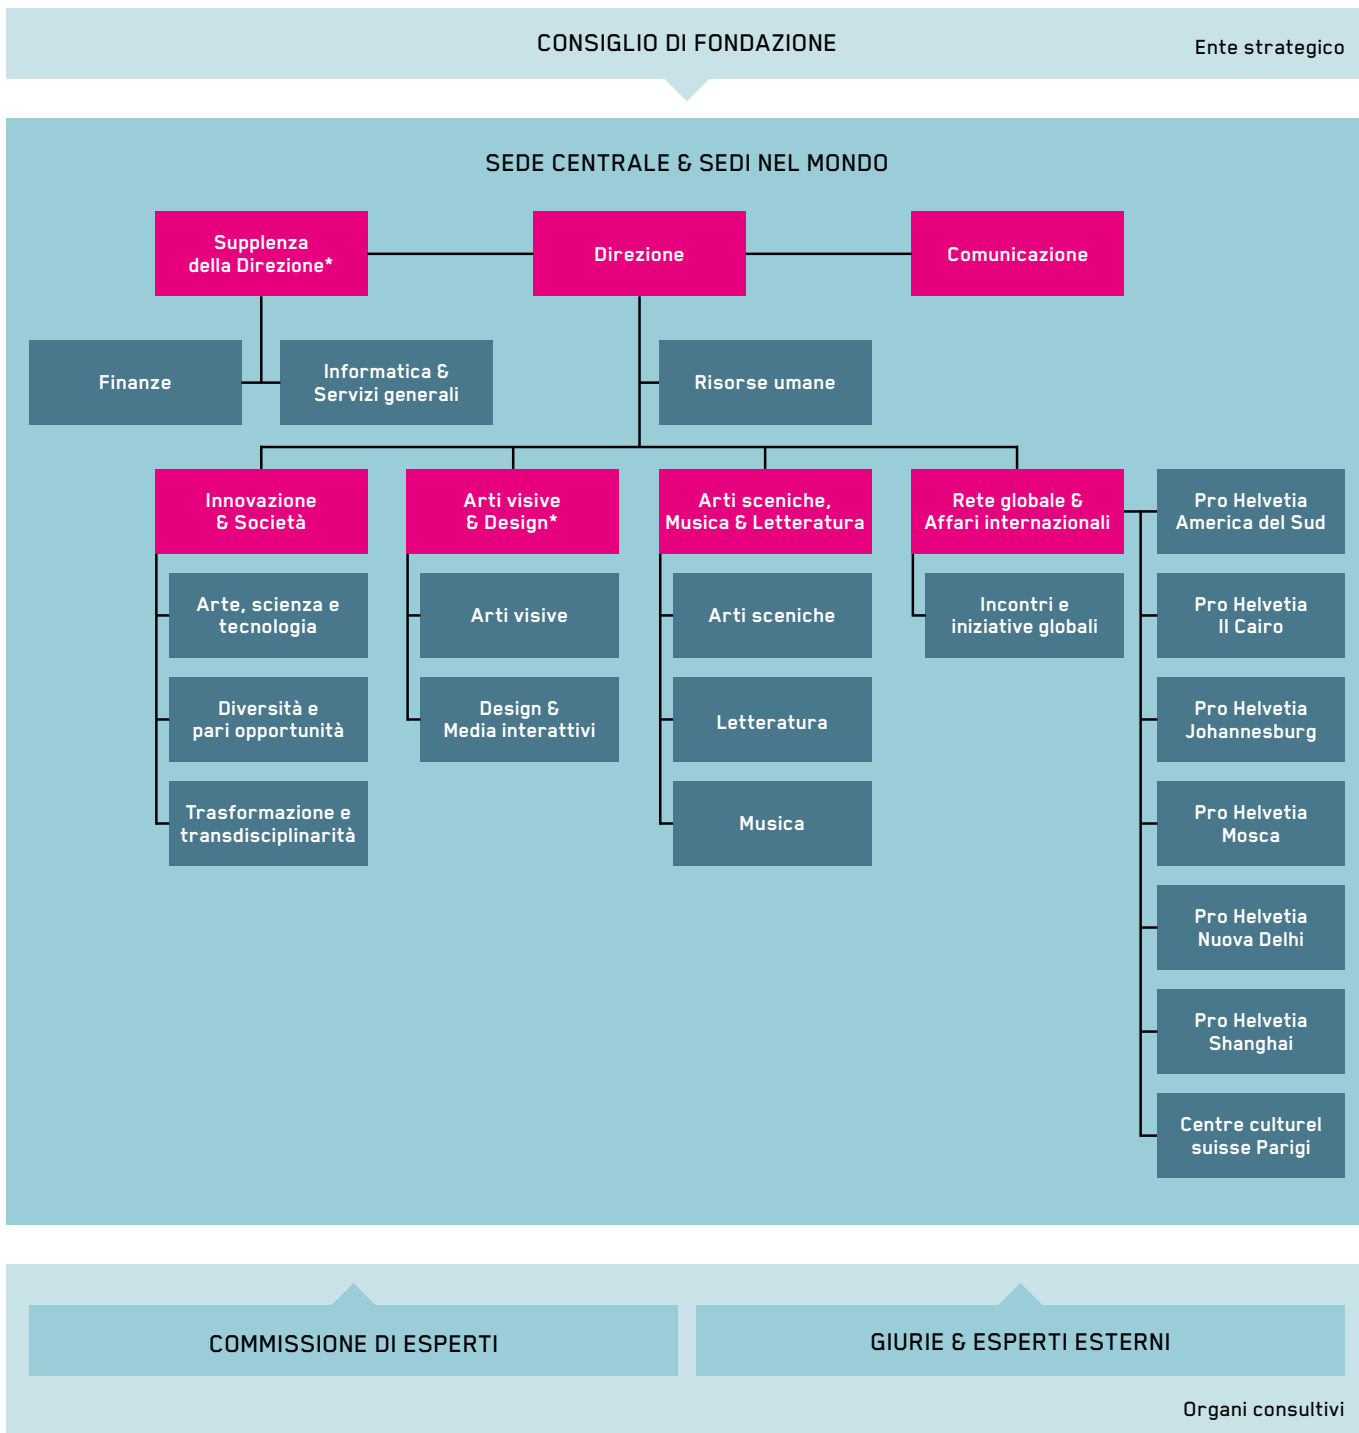 CONSIGLIO DI FONDAZIONE
Ente strategico
SEDE CENTRALE & SEDI NEL MONDO
Supplenza
della Direzione*
Direzione
Comunicazione
Finanze
Informatica &
Servizi generali
Risorse umane
Innovazione
& Società
Arti visive
& Design*
Arti sceniche,
Musica & Letteratura
Rete globale &
Affari internazionali
Pro Helvetia
America del Sud
Arte, scienza e
tecnologia
Arti visive
Arti sceniche
Incontri e
iniziative globali
Pro Helvetia
Il Cairo
Diversità e
pari opportunità
Design &
Media interattivi
Letteratura
Pro Helvetia
Johannesburg
Trasformazione e
transdisciplinarità
Musica
Pro Helvetia
Mosca
Pro Helvetia
Nuova Delhi
Pro Helvetia
Shanghai
Centre culturel
suisse Parigi
COMMISSIONE DI ESPERTI
GIURIE & ESPERTI ESTERNI
Organi consultivi